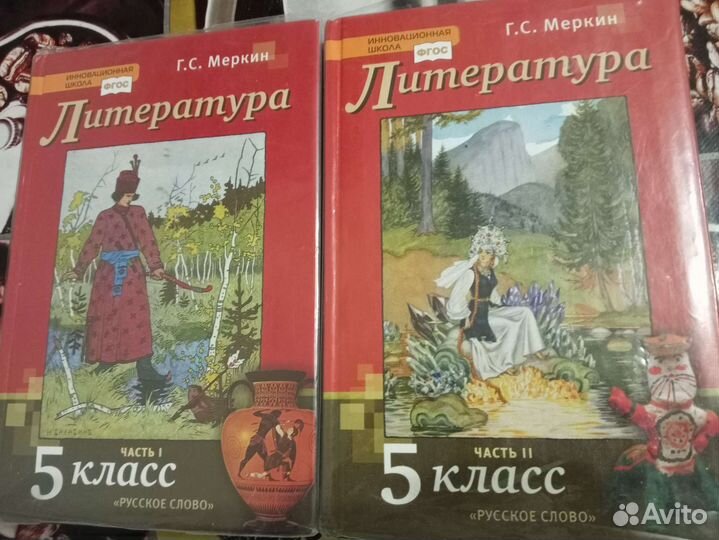 ИННОВАЦИОННАЯ
ШКОЛА
ФГОС
Г.С. Меркин
Литература
И.БИЛИБИНЪ
ЧАСТЬ I
5 КЛАСС
«РУССКОЕ СЛОВО»
ИННОВАЦИОННАЯ
ШКОЛА
ФГОС
Г.С. Меркин
Литература
ЧАСТЬ II
5 КЛАСС
«РУССКОЕ СЛОВО»
Avito